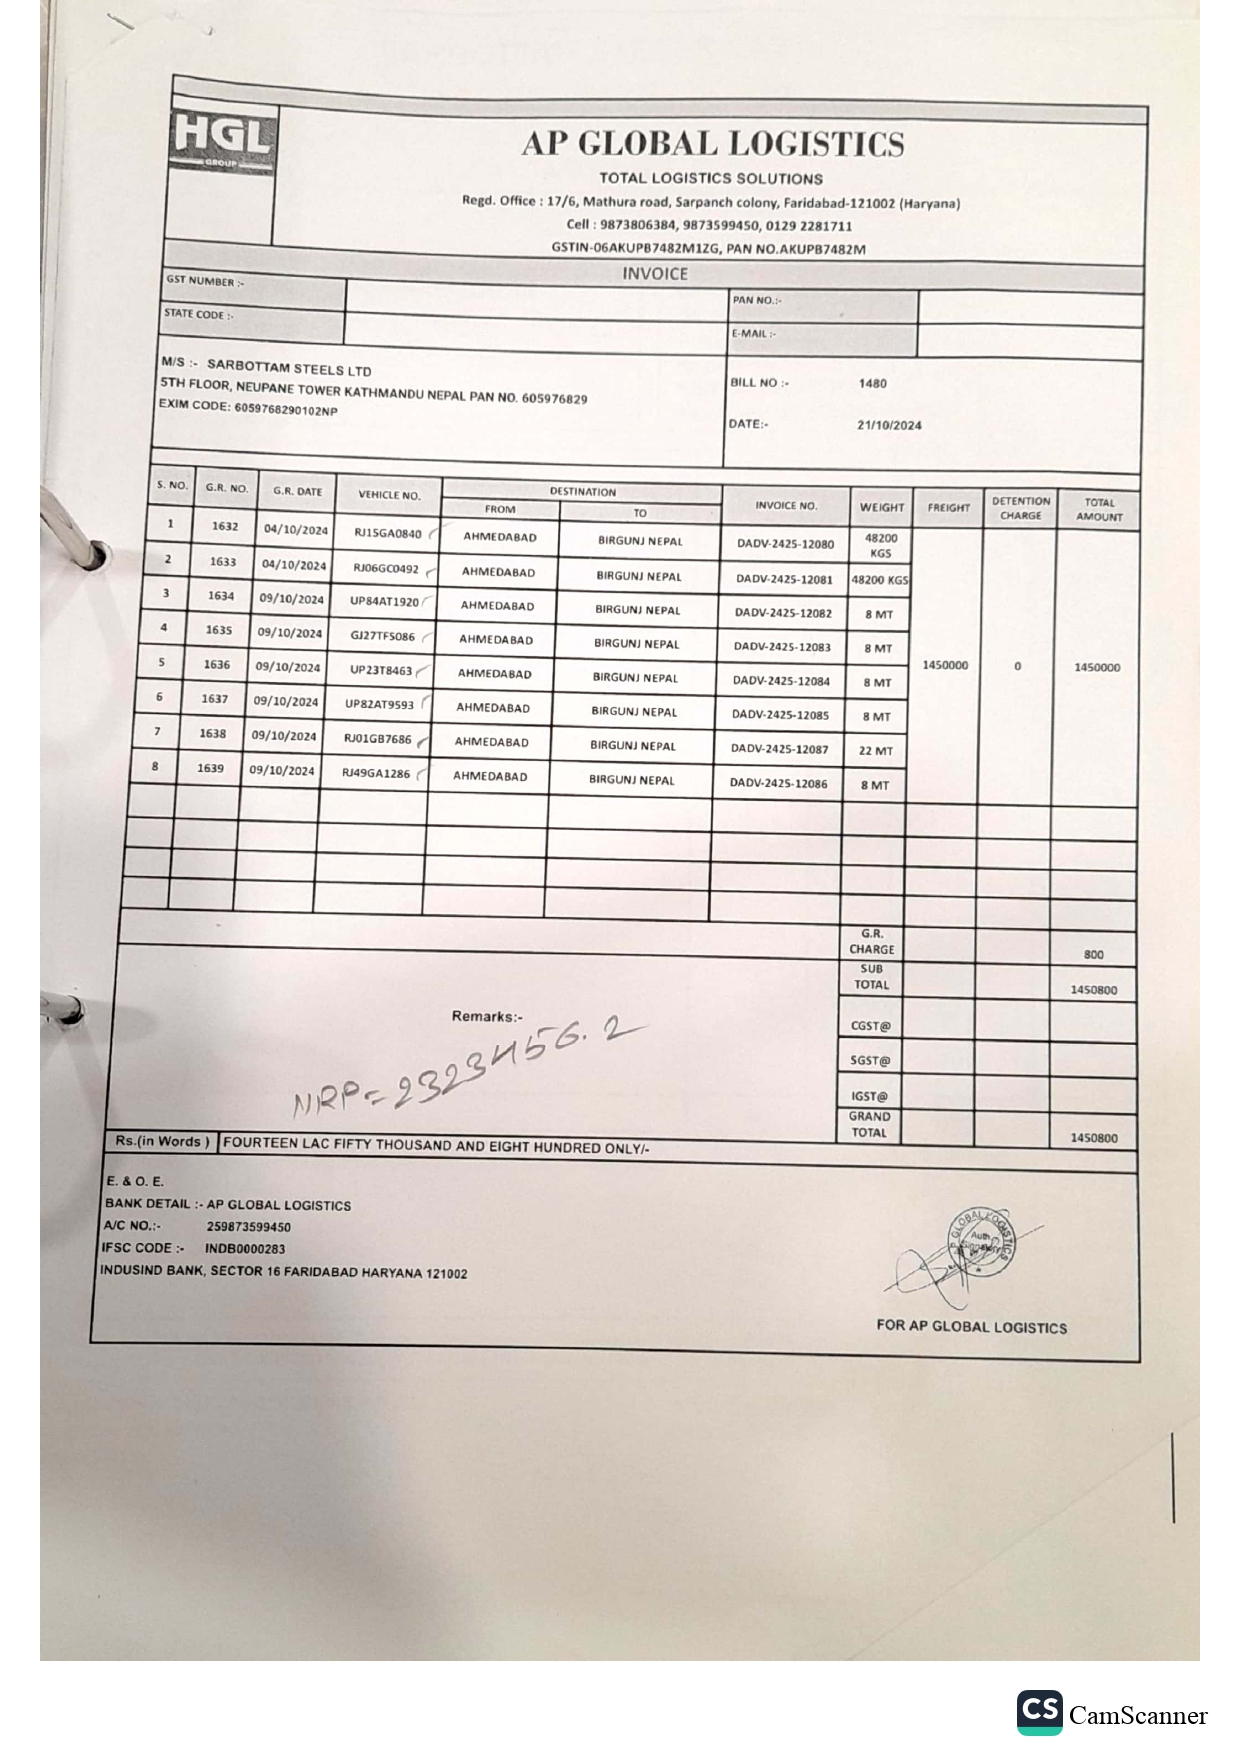 HGL
GROUP
AP GLOBAL LOGISTICS
TOTAL LOGISTICS SOLUTIONS
Regd. Office : 17/6, Mathura road, Sarpanch colony, Faridabad-121002 (Haryana)
Cell : 9873806384, 9873599450, 0129 2281711
GSTIN-06AKUPB7482M1ZG, PAN NO.AKUPB7482M
INVOICE
GST NUMBER :- PAN NO.:-
STATE CODE :- E-MAIL :-
M/S :- SARBOTTAM STEELS LTD
5TH FLOOR, NEUPANE TOWER KATHMANDU NEPAL PAN NO. 605976829
EXIM CODE: 6059768290102NP
BILL NO :- 1480
DATE:- 21/10/2024
S. NO. G.R. NO. G.R. DATE VEHICLE NO. DESTINATION INVOICE NO. WEIGHT FREIGHT DETENTION CHARGE TOTAL AMOUNT
FROM TO
1 1632 04/10/2024 RJ15GA0840 AHMEDABAD BIRGUNJ NEPAL DADV-2425-12080 48200 KGS
2 1633 04/10/2024 RJ06GC0492 AHMEDABAD BIRGUNJ NEPAL DADV-2425-12081 48200 KGS
3 1634 09/10/2024 UP84AT1920 AHMEDABAD BIRGUNJ NEPAL DADV-2425-12082 8 MT
4 1635 09/10/2024 GJ27TF5086 AHMEDABAD BIRGUNJ NEPAL DADV-2425-12083 8 MT
5 1636 09/10/2024 UP23T8463 AHMEDABAD BIRGUNJ NEPAL DADV-2425-12084 8 MT 1450000 0 1450000
6 1637 09/10/2024 UP82AT9593 AHMEDABAD BIRGUNJ NEPAL DADV-2425-12085 8 MT
7 1638 09/10/2024 RJ01GB7686 AHMEDABAD BIRGUNJ NEPAL DADV-2425-12087 22 MT
8 1639 09/10/2024 RJ49GA1286 AHMEDABAD BIRGUNJ NEPAL DADV-2425-12086 8 MT
G.R. CHARGE 800
SUB TOTAL 1450800
Remarks:-
NRP=2323456.2
CGST@
SGST@
IGST@
GRAND TOTAL 1450800
Rs.(in Words ) FOURTEEN LAC FIFTY THOUSAND AND EIGHT HUNDRED ONLY/-
E. & O. E.
BANK DETAIL :- AP GLOBAL LOGISTICS
A/C NO.:- 259873599450
IFSC CODE :- INDB0000283
INDUSIND BANK, SECTOR 16 FARIDABAD HARYANA 121002
AP GLOBAL LOGISTICS
Auth.
Signatory
FOR AP GLOBAL LOGISTICS
CS CamScanner